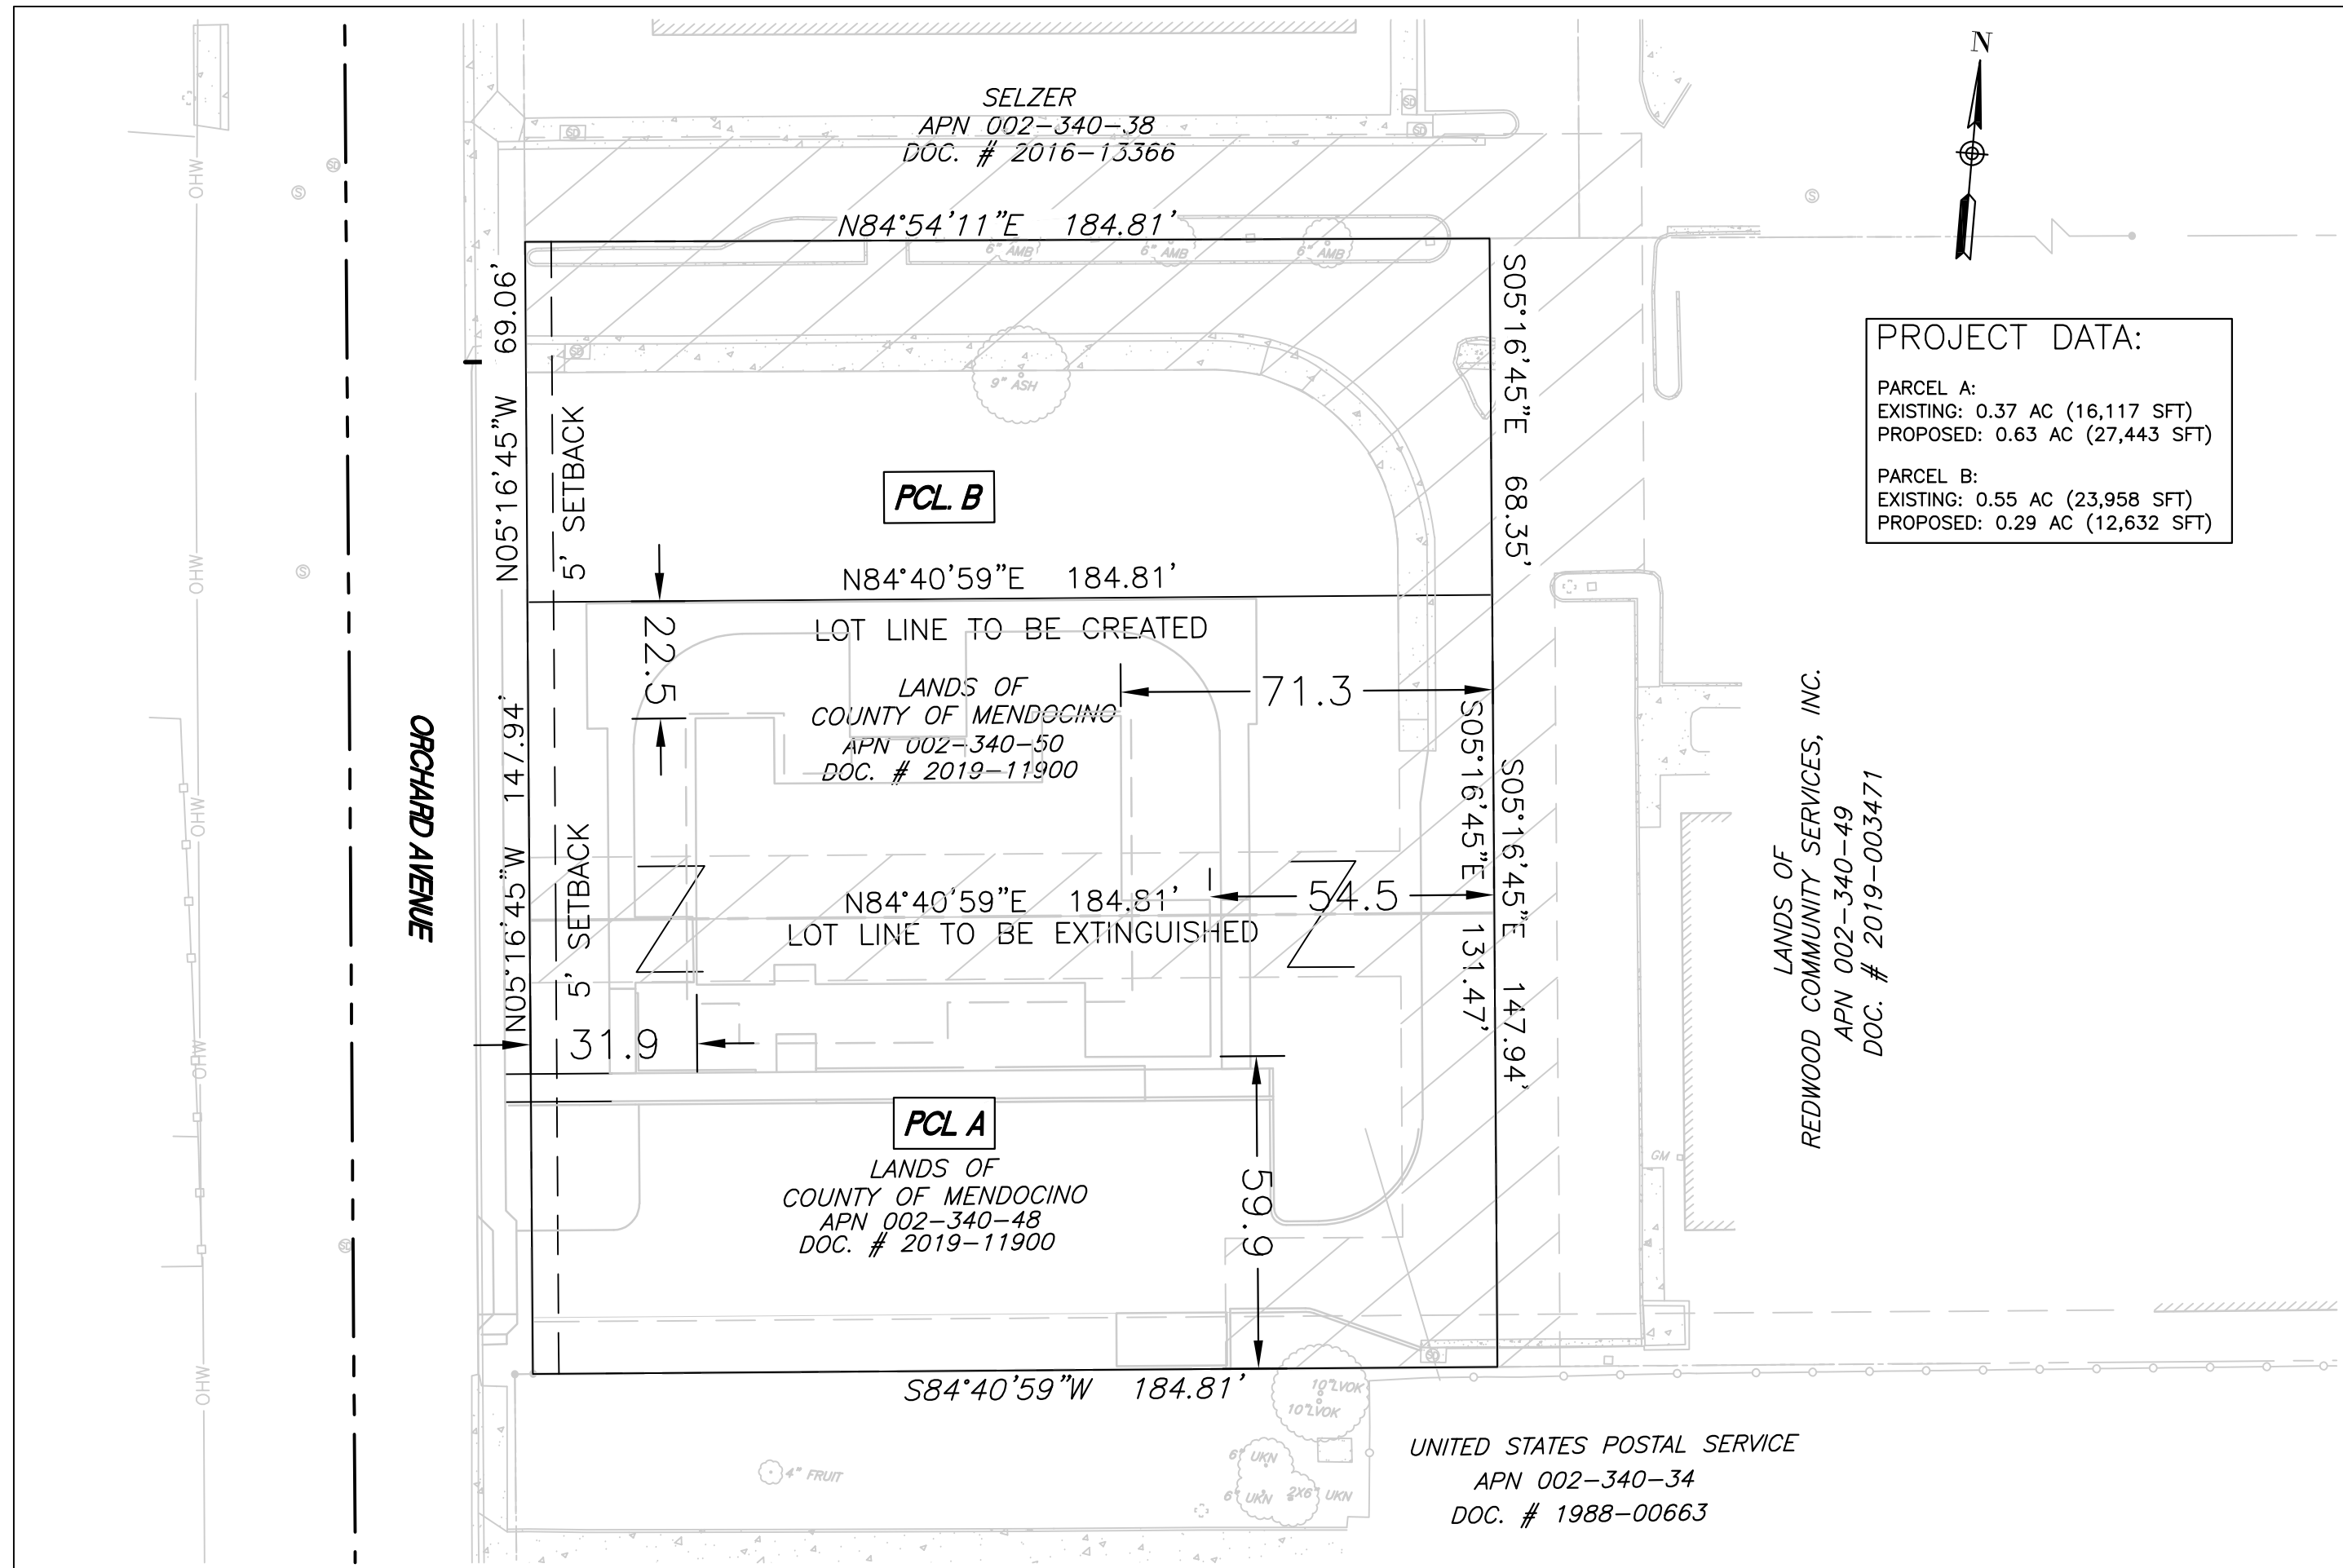 N
SELZER
APN 002-340-38
DOC. # 2016-13366
N84°54'11"E 184.81'
6" AMB
6" AMB
6" AMB
N05°16'45"W 69.06'
S05°16'45"E 68.35'
5' SETBACK
9" ASH
PROJECT DATA:
PARCEL A:
EXISTING: 0.37 AC (16,117 SFT)
PROPOSED: 0.63 AC (27,443 SFT)
PARCEL B:
EXISTING: 0.55 AC (23,958 SFT)
PROPOSED: 0.29 AC (12,632 SFT)
PCL. B
N84°40'59"E 184.81'
LOT LINE TO BE CREATED
22.5
71.3
LANDS OF
COUNTY OF MENDOCINO
APN 002-340-50
DOC. # 2019-11900
ORCHARD AVENUE
N05°16'45"W 147.94'
5' SETBACK
S05°16'45"E 131.47'
S05°16'45"E 147.94'
N84°40'59"E 184.81'
54.5
LOT LINE TO BE EXTINGUISHED
31.9
LANDS OF
REDWOOD COMMUNITY SERVICES, INC.
APN 002-340-49
DOC. # 2019-003471
PCL A
LANDS OF
COUNTY OF MENDOCINO
APN 002-340-48
DOC. # 2019-11900
59.9
GM
S84°40'59"W 184.81'
10"LVOK
10"LVOK
UNITED STATES POSTAL SERVICE
APN 002-340-34
DOC. # 1988-00663
4" FRUIT
6" UKN
6" UKN
2X6" UKN
OHW
OHW
OHW
OHW
OHW
SD
SD
SD
SD
SD
SD
SD
SD
S
S
S